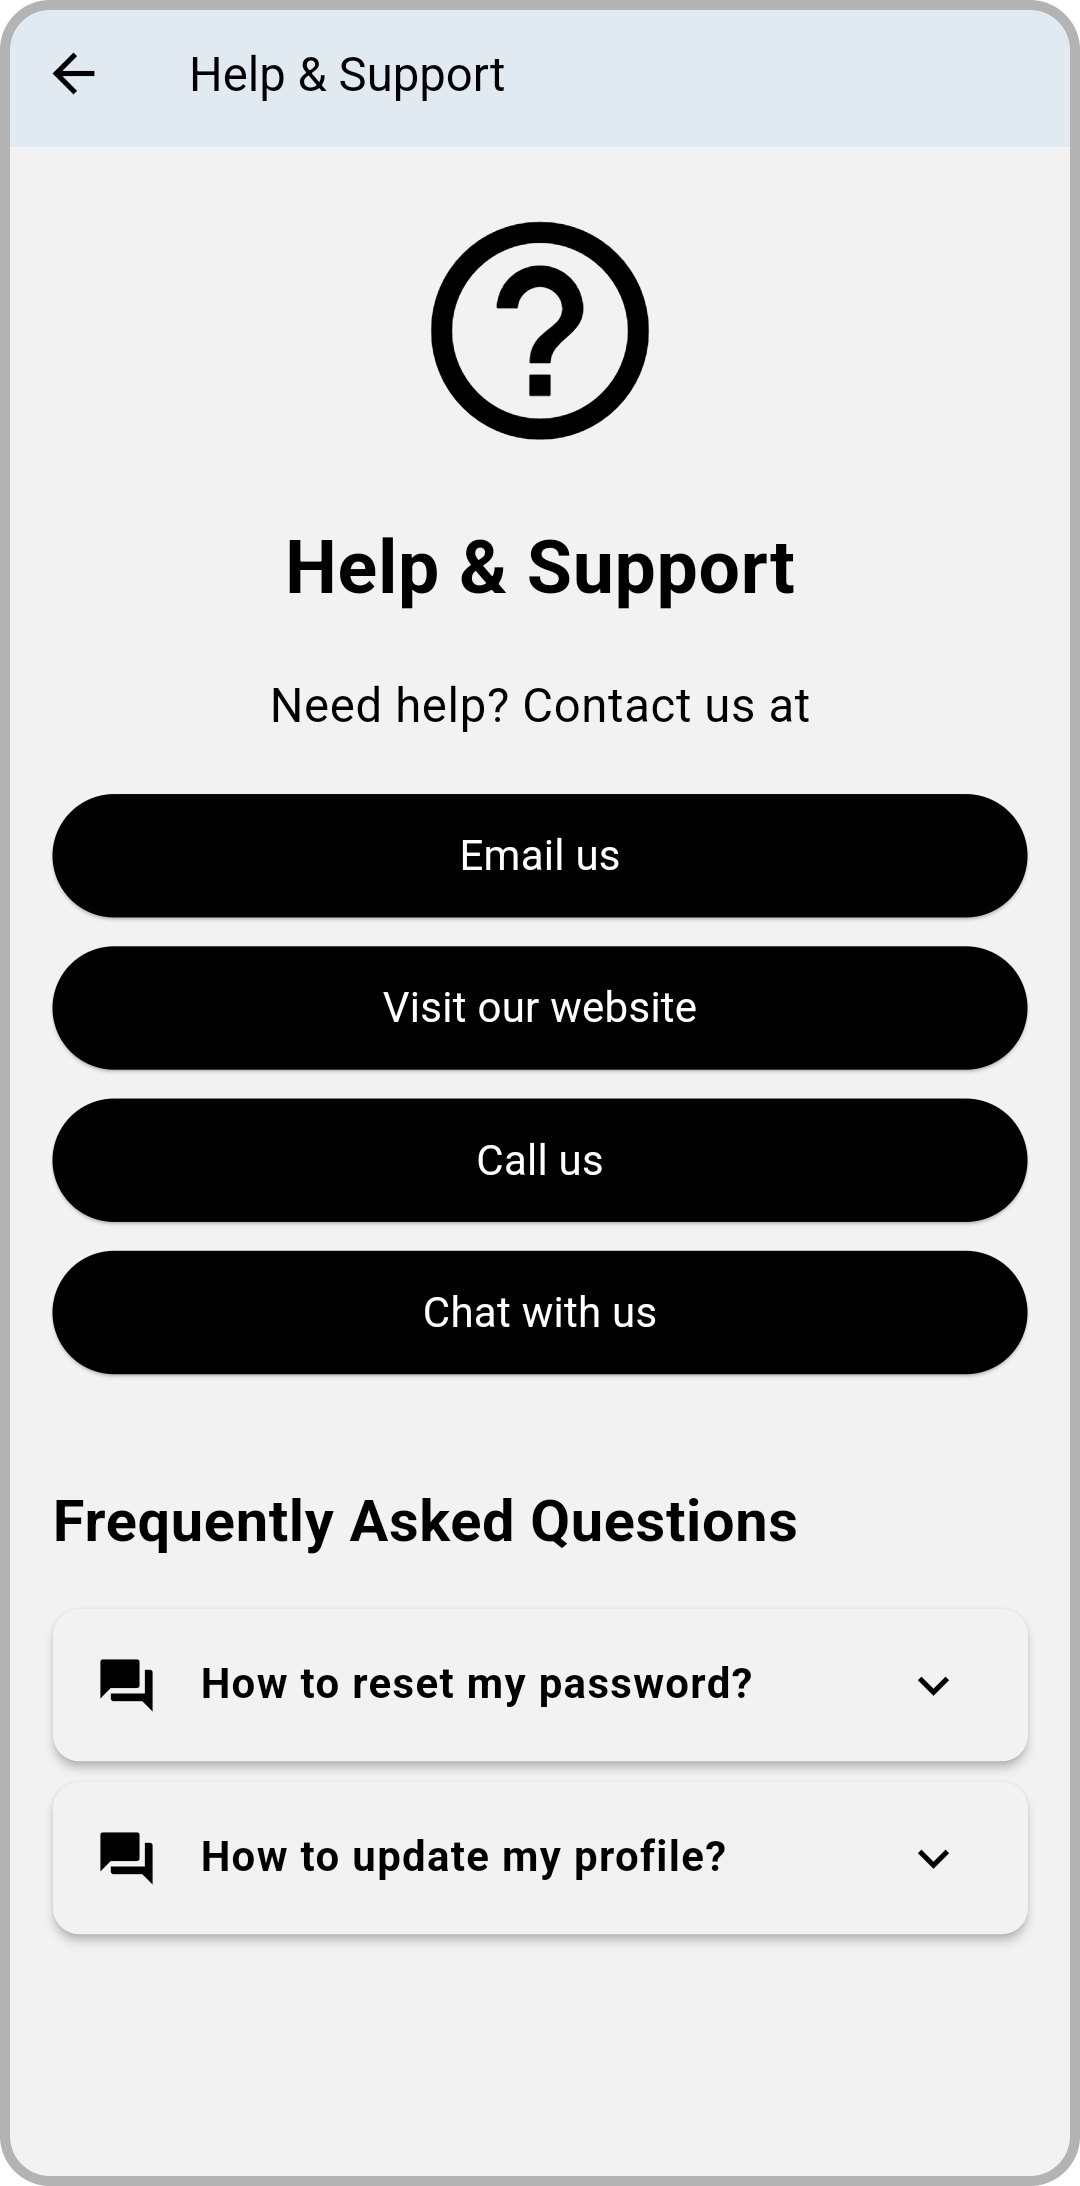 Help & Support
Help & Support
Need help? Contact us at
Email us
Visit our website
Call us
Chat with us
Frequently Asked Questions
How to reset my password?
How to update my profile?